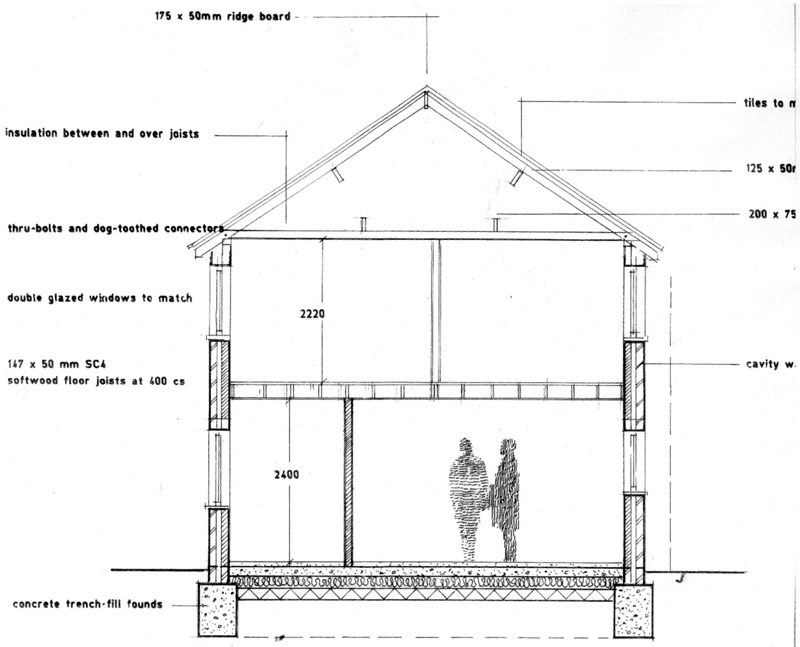 175 x 50mm ridge board
tiles to m
insulation between and over joists
125 x 50m
200 x 75
thru-bolts and dog-toothed connectors
double glazed windows to match
2220
147 x 50 mm SC4
softwood floor joists at 400 cs
cavity w
2400
concrete trench-fill founds